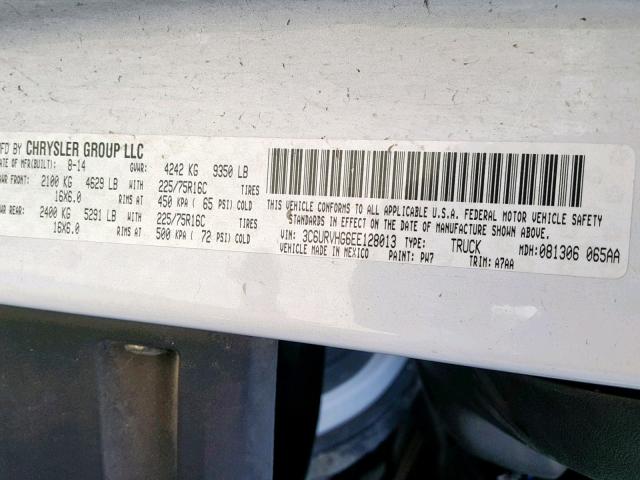 MFD BY CHRYSLER GROUP LLC
DATE OF MFR(BUILT): 8-14 GVWR: 4242 KG 9350 LB
GAWR FRONT: 2100 KG 4629 LB WITH 225/75R16C TIRES
16X6.0 RIMS AT 450 KPA ( 65 PSI) COLD
GAWR REAR: 2400 KG 5291 LB WITH 225/75R16C TIRES
16X6.0 RIMS AT 500 KPA ( 72 PSI) COLD
THIS VEHICLE CONFORMS TO ALL APPLICABLE U.S.A. FEDERAL MOTOR VEHICLE SAFETY
STANDARDS IN EFFECT ON THE DATE OF MANUFACTURE SHOWN ABOVE.
VIN: 3C6URVHG6EE128013 TYPE: TRUCK MDH: 081306 065AA
VEHICLE MADE IN MEXICO PAINT: PW7 TRIM: A7AA